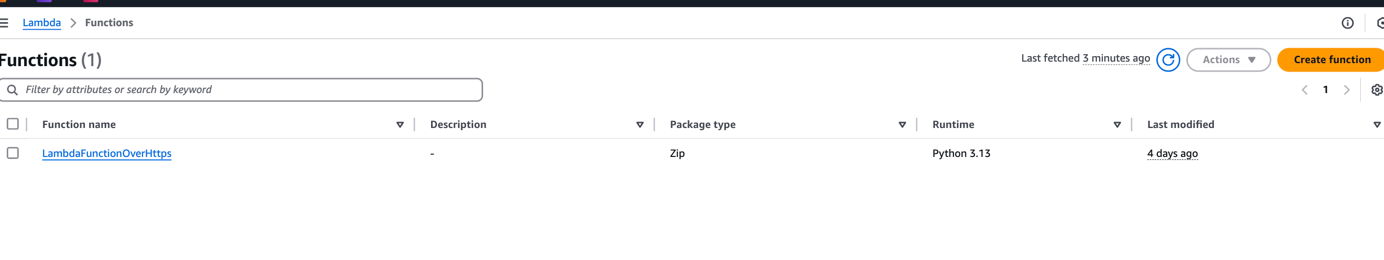 Lambda > Functions
Functions (1)
Last fetched 3 minutes ago
Actions
Create function
Filter by attributes or search by keyword
1
Function name Description Package type Runtime Last modified
LambdaFunctionOverHttps - Zip Python 3.13 4 days ago